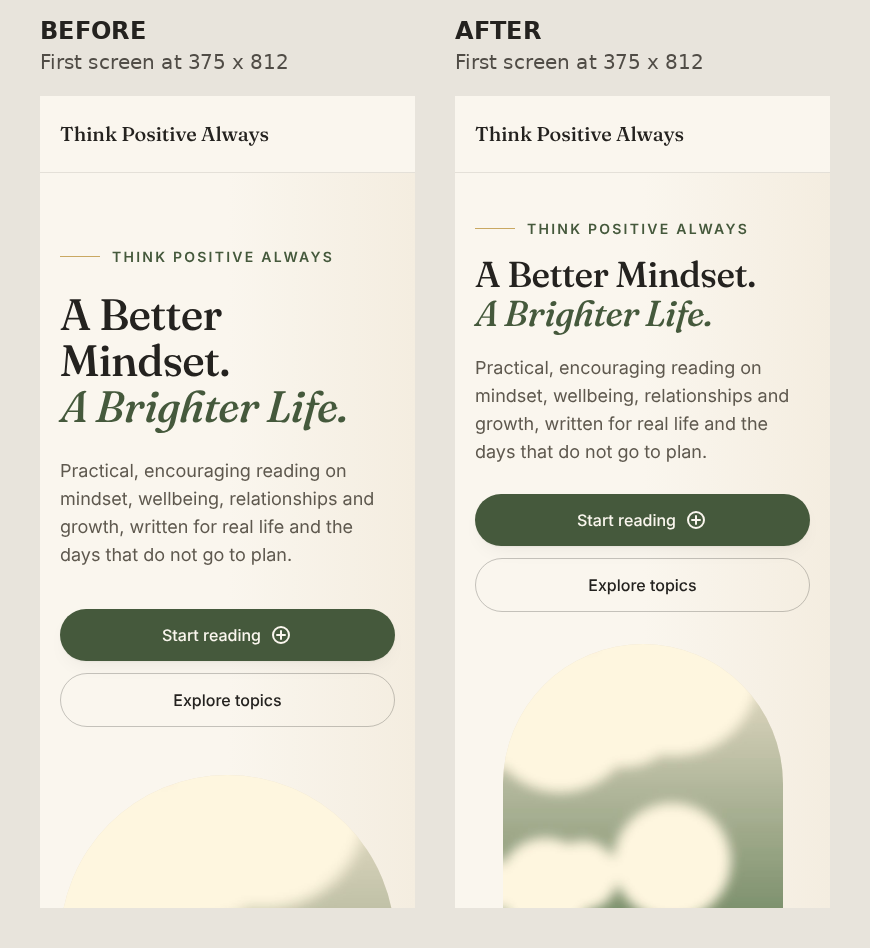 BEFORE
First screen at 375 x 812
Think Positive Always
THINK POSITIVE ALWAYS
A Better
Mindset.
A Brighter Life.
Practical, encouraging reading on
mindset, wellbeing, relationships and
growth, written for real life and the
days that do not go to plan.
Start reading
Explore topics
AFTER
First screen at 375 x 812
Think Positive Always
THINK POSITIVE ALWAYS
A Better Mindset.
A Brighter Life.
Practical, encouraging reading on
mindset, wellbeing, relationships and
growth, written for real life and the
days that do not go to plan.
Start reading
Explore topics